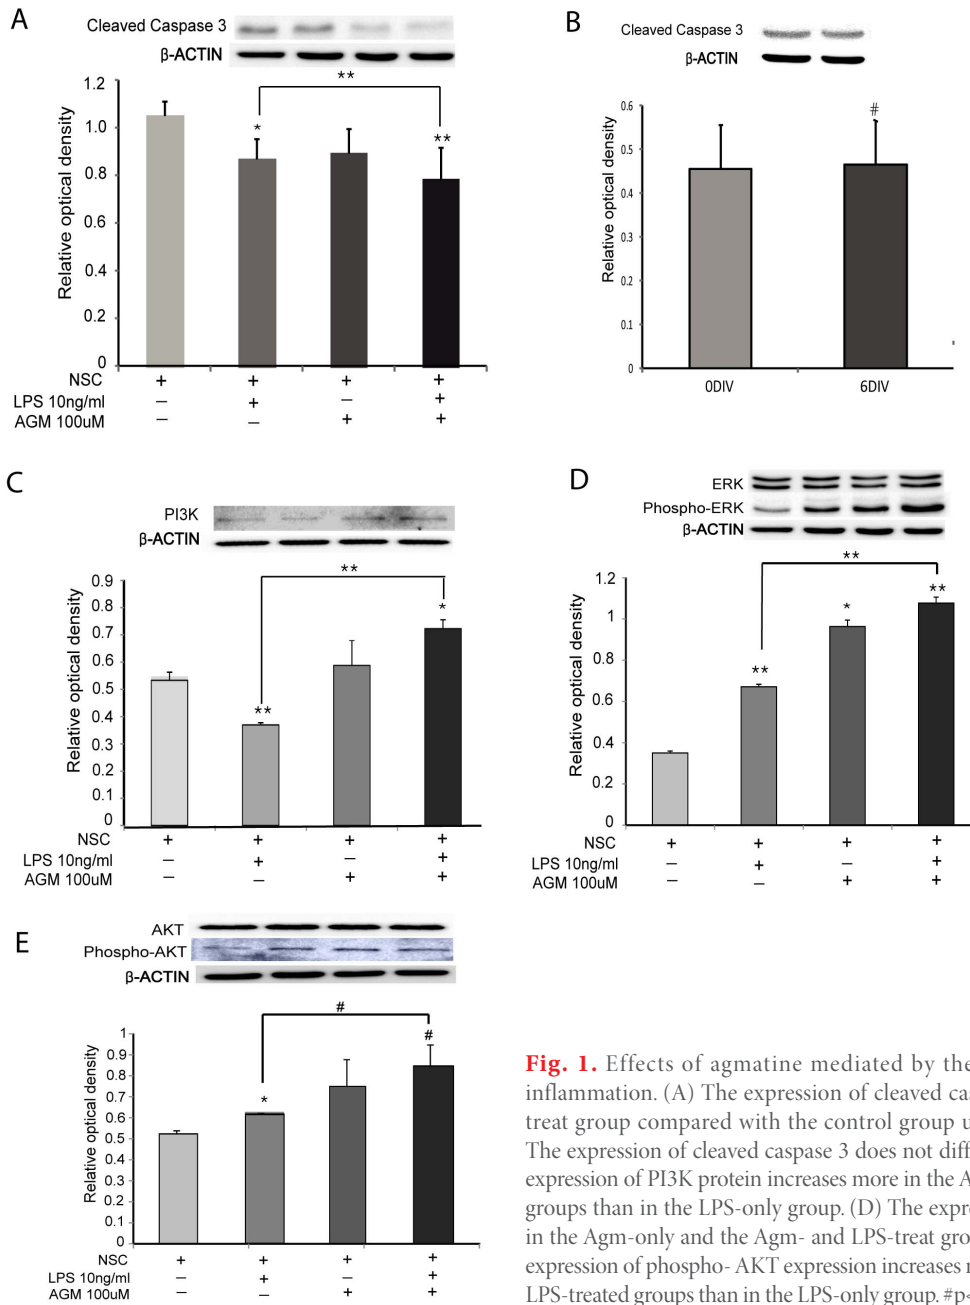 A
Cleaved Caspase 3
β-ACTIN
**
*
**
Relative optical density
1.2
1.0
0.8
0.6
0.4
0.2
0
NSC + + + +
LPS 10ng/ml – + – +
AGM 100uM – – + +
B
Cleaved Caspase 3
β-ACTIN
#
Relative optical density
0.6
0.5
0.4
0.3
0.2
0.1
0
0DIV 6DIV
C
PI3K
β-ACTIN
**
**
*
Relative optical density
0.9
0.8
0.7
0.6
0.5
0.4
0.3
0.2
0.1
0
NSC + + + +
LPS 10ng/ml – + – +
AGM 100uM – – + +
D
ERK
Phospho-ERK
β-ACTIN
**
**
*
**
Relative optical density
1.2
1
0.8
0.6
0.4
0.2
0
NSC + + + +
LPS 10ng/ml – + – +
AGM 100uM – – + +
E
AKT
Phospho-AKT
β-ACTIN
#
*
#
Relative optical density
1
0.9
0.8
0.7
0.6
0.5
0.4
0.3
0.2
0.1
0
NSC + + + +
LPS 10ng/ml – + – +
AGM 100uM – – + +
Fig. 1. Effects of agmatine mediated by the
inflammation. (A) The expression of cleaved cas
treat group compared with the control group u
The expression of cleaved caspase 3 does not diff
expression of PI3K protein increases more in the A
groups than in the LPS-only group. (D) The expre
in the Agm-only and the Agm- and LPS-treat gro
expression of phospho- AKT expression increases
LPS-treated groups than in the LPS-only group. #p<